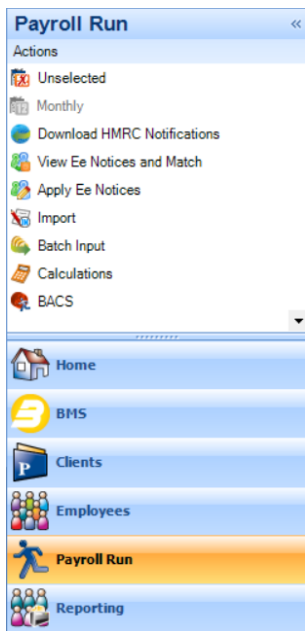 Payroll Run «
Actions
Unselected
Monthly
Download HMRC Notifications
View Ee Notices and Match
Apply Ee Notices
Import
Batch Input
Calculations
BACS
Home
BMS
Clients
Employees
Payroll Run
Reporting